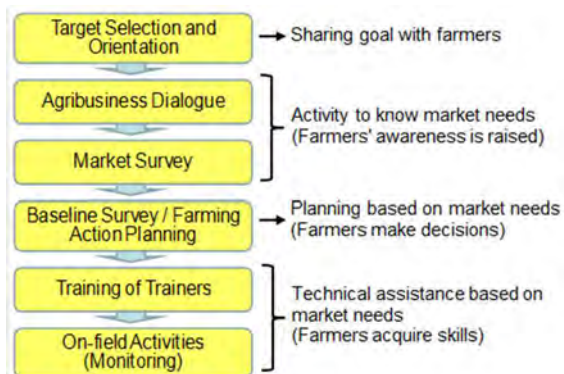 Target Selection and
Orientation
Sharing goal with farmers
Agribusiness Dialogue
Market Survey
Activity to know market needs
(Farmers' awareness is raised)
Baseline Survey / Farming
Action Planning
Planning based on market needs
(Farmers make decisions)
Training of Trainers
On-field Activities
(Monitoring)
Technical assistance based on
market needs
(Farmers acquire skills)